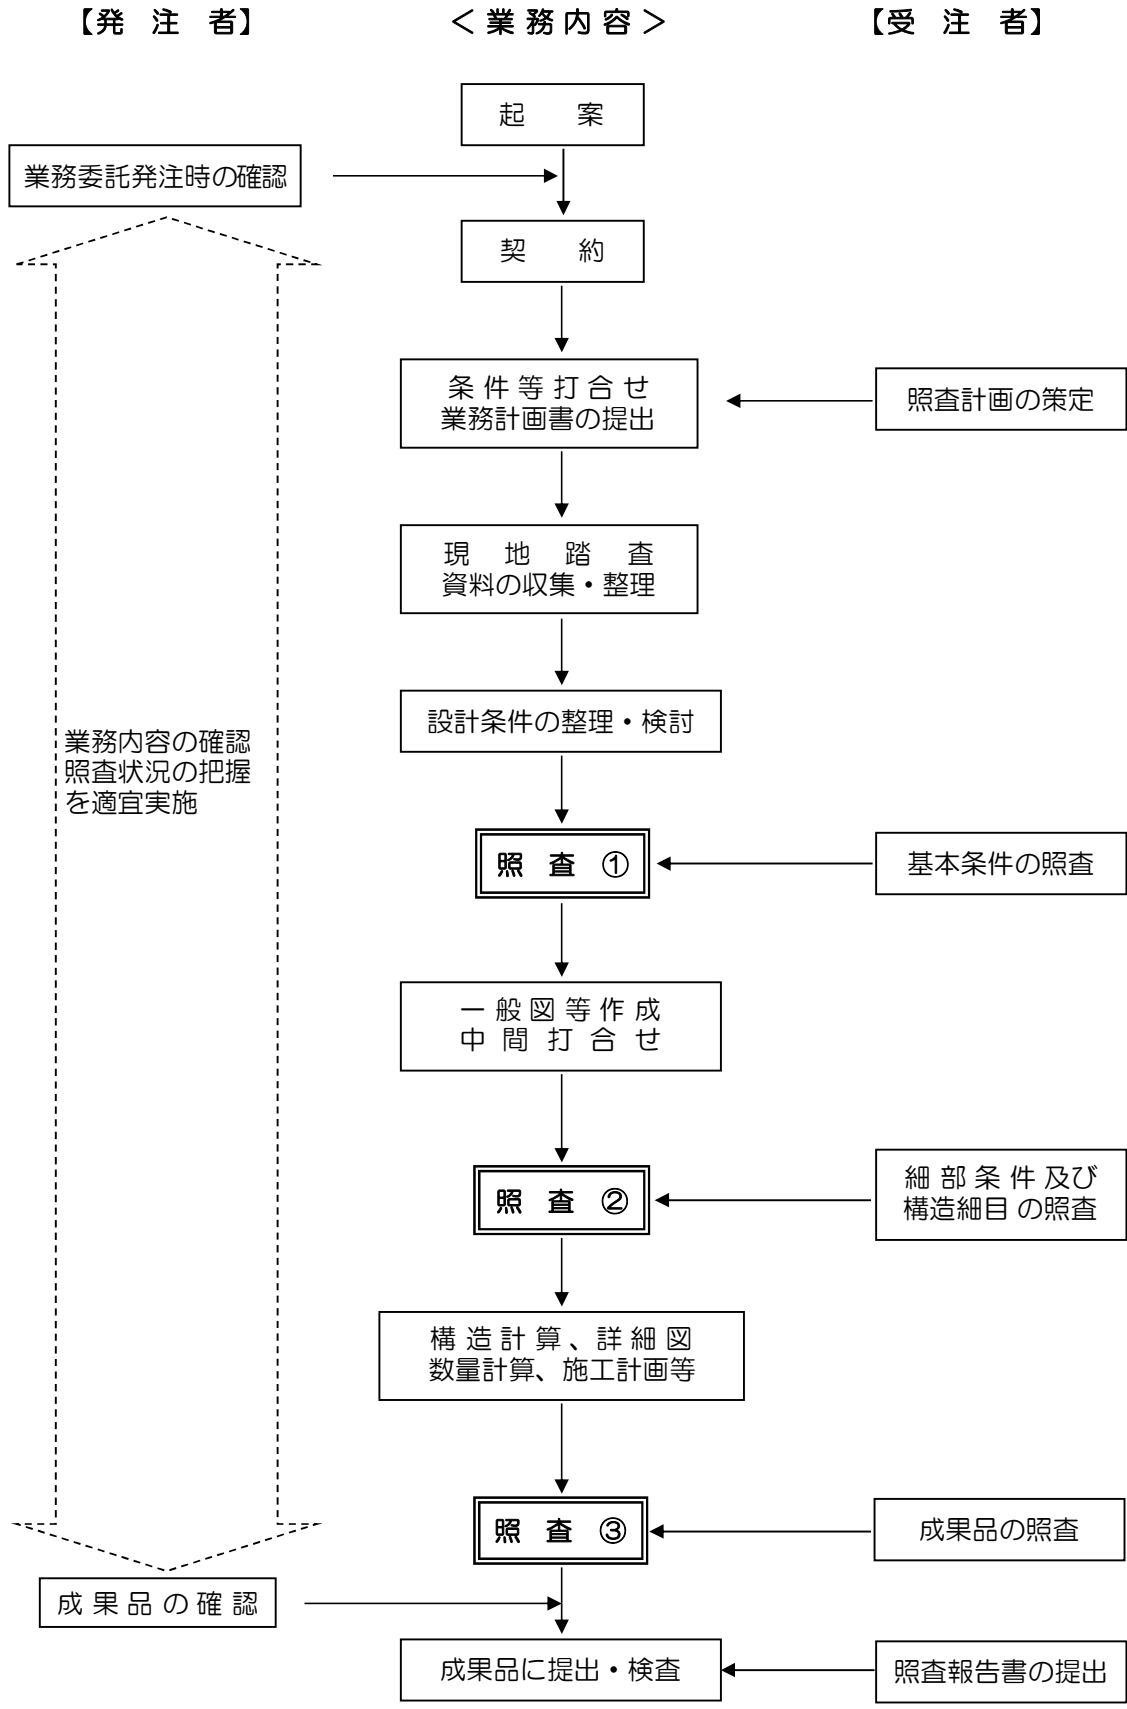 【発　注　者】　＜業務内容＞　【受　注　者】
起　案
業務委託発注時の確認
契　約
条件等打合せ
業務計画書の提出
照査計画の策定
現地踏査
資料の収集・整理
設計条件の整理・検討
業務内容の確認
照査状況の把握
を適宜実施
照　査　①
基本条件の照査
一般図等作成
中間打合せ
照　査　②
細部条件及び
構造細目の照査
構造計算、詳細図
数量計算、施工計画等
照　査　③
成果品の照査
成果品の確認
成果品に提出・検査
照査報告書の提出